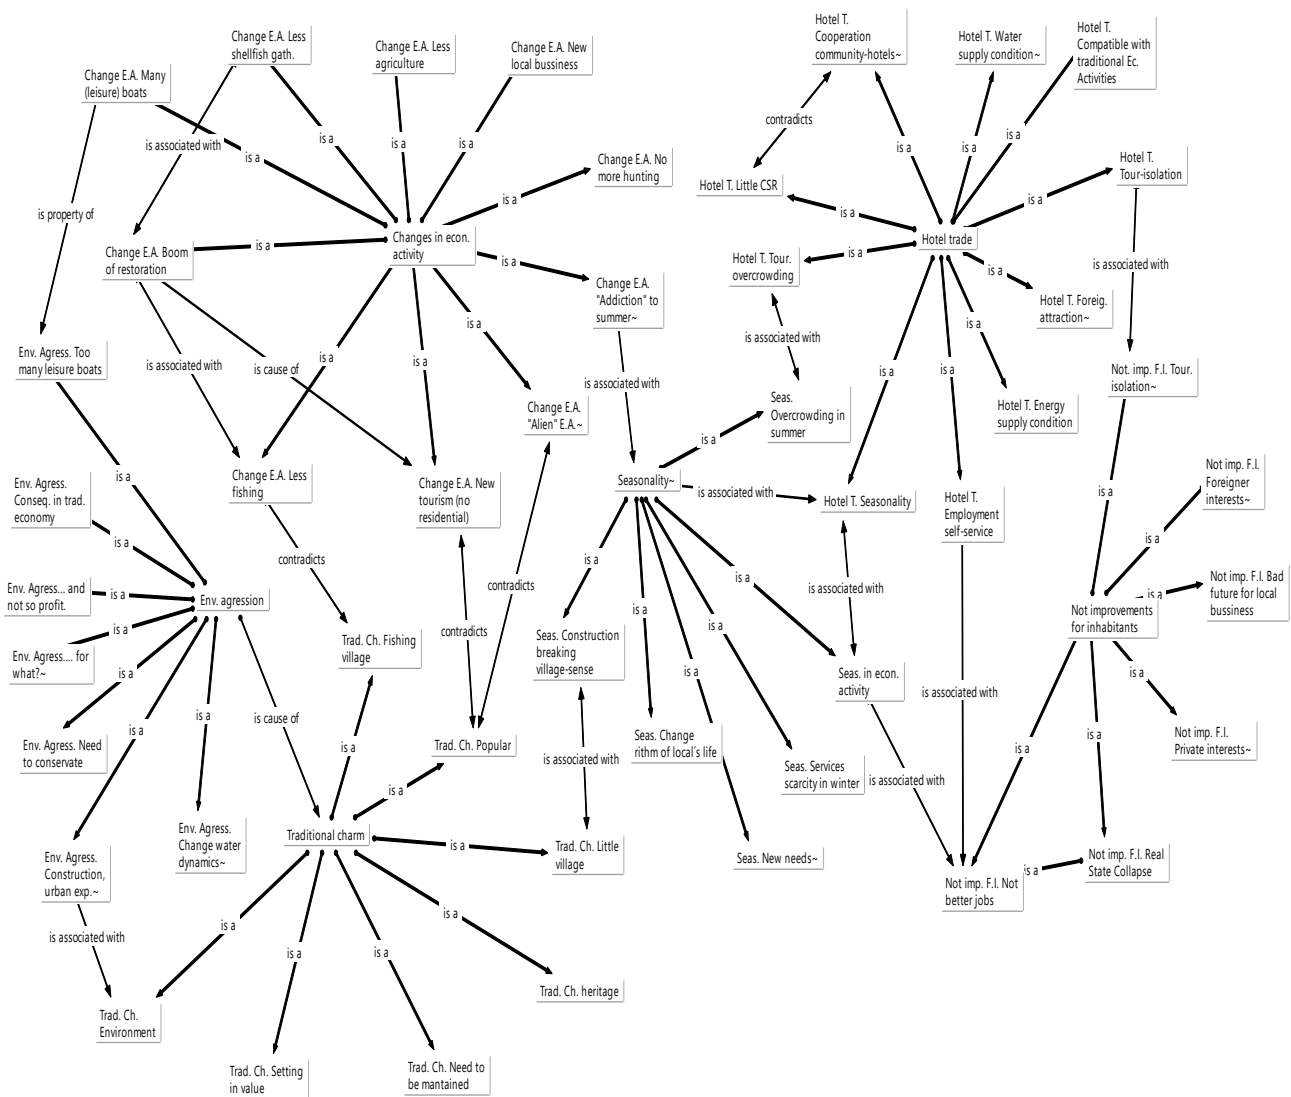 Change E.A. Less
shellfish gath.
Change E.A. Less
agriculture
Change E.A. New
local bussiness
Change E.A. Many
(leisure) boats
Hotel T.
Cooperation
community-hotels~
Hotel T. Water
supply condition~
Hotel T.
Compatible with
traditional Ec.
Activities
contradicts
is associated with
is a
is a
is a
is a
is a
is a
is a
Change E.A. No
more hunting
Hotel T. Little CSR
Hotel T.
Tour-isolation
is a
is a
is a
is property of
Change E.A. Boom
of restoration
is a
Changes in econ.
activity
is a
Hotel trade
is a
is a
is associated with
Hotel T. Tour.
overcrowding
Change E.A.
"Addiction" to
summer~
Hotel T. Foreig.
attraction~
Env. Agress. Too
many leisure boats
is associated with
is cause of
is a
is a
is a
is associated with
is associated with
is a
is a
is a
Not. imp. F.I. Tour.
isolation~
Change E.A.
"Alien" E.A.~
Seas.
Overcrowding in
summer
Hotel T. Energy
supply condition
is a
is a
Env. Agress.
Conseq. in trad.
economy
Change E.A. Less
fishing
Change E.A. New
tourism (no
residential)
Seasonality~
is associated with
Hotel T. Seasonality
Hotel T.
Employment
self-service
is a
Not imp. F.I.
Foreigner
interests~
is a
is a
contradicts
contradicts
is a
is a
is associated with
is a
Env. Agress... and
not so profit.
is a
Env. agression
Not improvements
for inhabitants
Not imp. F.I. Bad
future for local
bussiness
is a
Env. Agress.... for
what?~
Trad. Ch. Fishing
village
contradicts
Seas. Construction
breaking
village-sense
is a
is a
is a
Seas. in econ.
activity
is a
is a
is cause of
is associated with
is a
Env. Agress. Need
to conservate
is a
is a
Trad. Ch. Popular
Seas. Change
rithm of local´s life
is a
is a
Not imp. F.I.
Private interests~
is associated with
Seas. Services
scarcity in winter
is associated with
is a
Env. Agress.
Change water
dynamics~
Traditional charm
is a
Trad. Ch. Little
village
Seas. New needs~
Env. Agress.
Construction,
urban exp.~
Not imp. F.I. Not
better jobs
is a
Not imp. F.I. Real
State Collapse
is associated with
is a
is a
is a
is a
Trad. Ch. heritage
Trad. Ch.
Environment
Trad. Ch. Setting
in value
Trad. Ch. Need to
be mantained